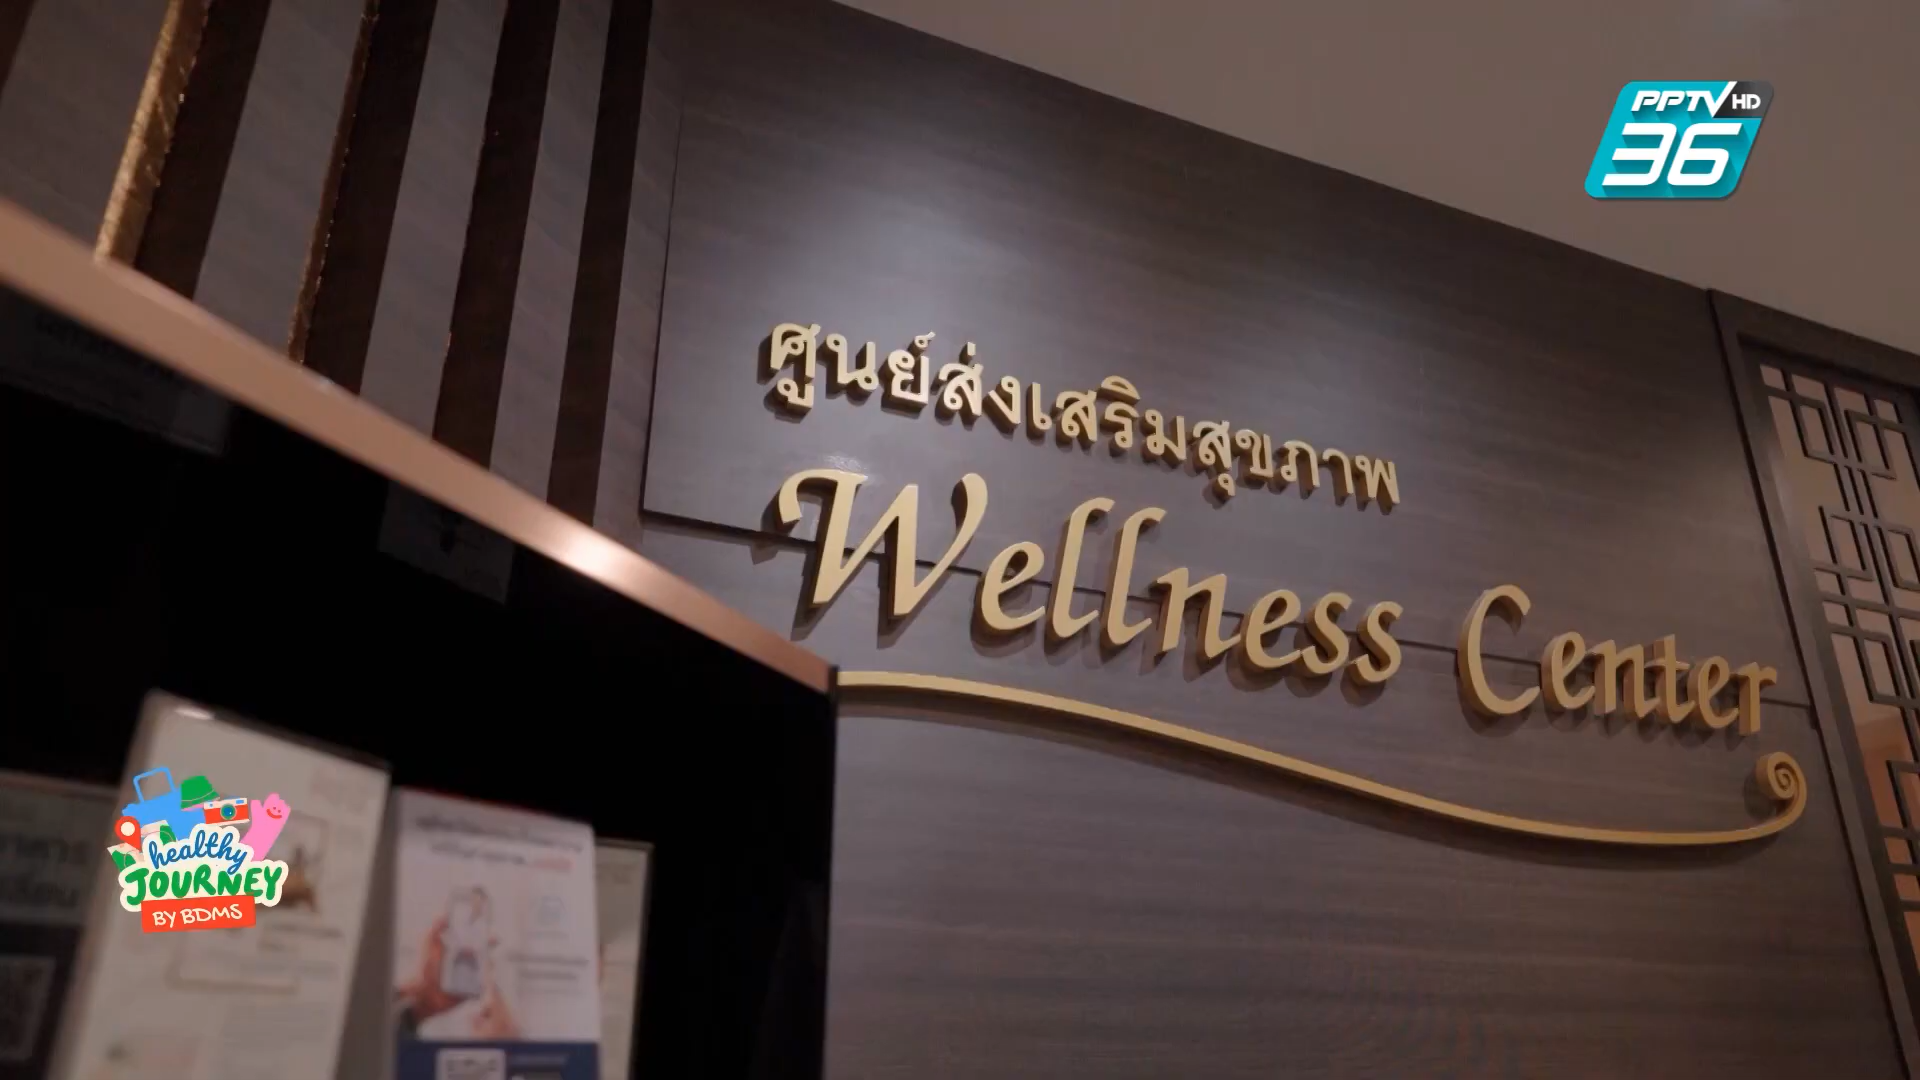 PPTV HD
36
ศูนย์ส่งเสริมสุขภาพ
Wellness Center
healthy
JOURNEY
BY BDMS